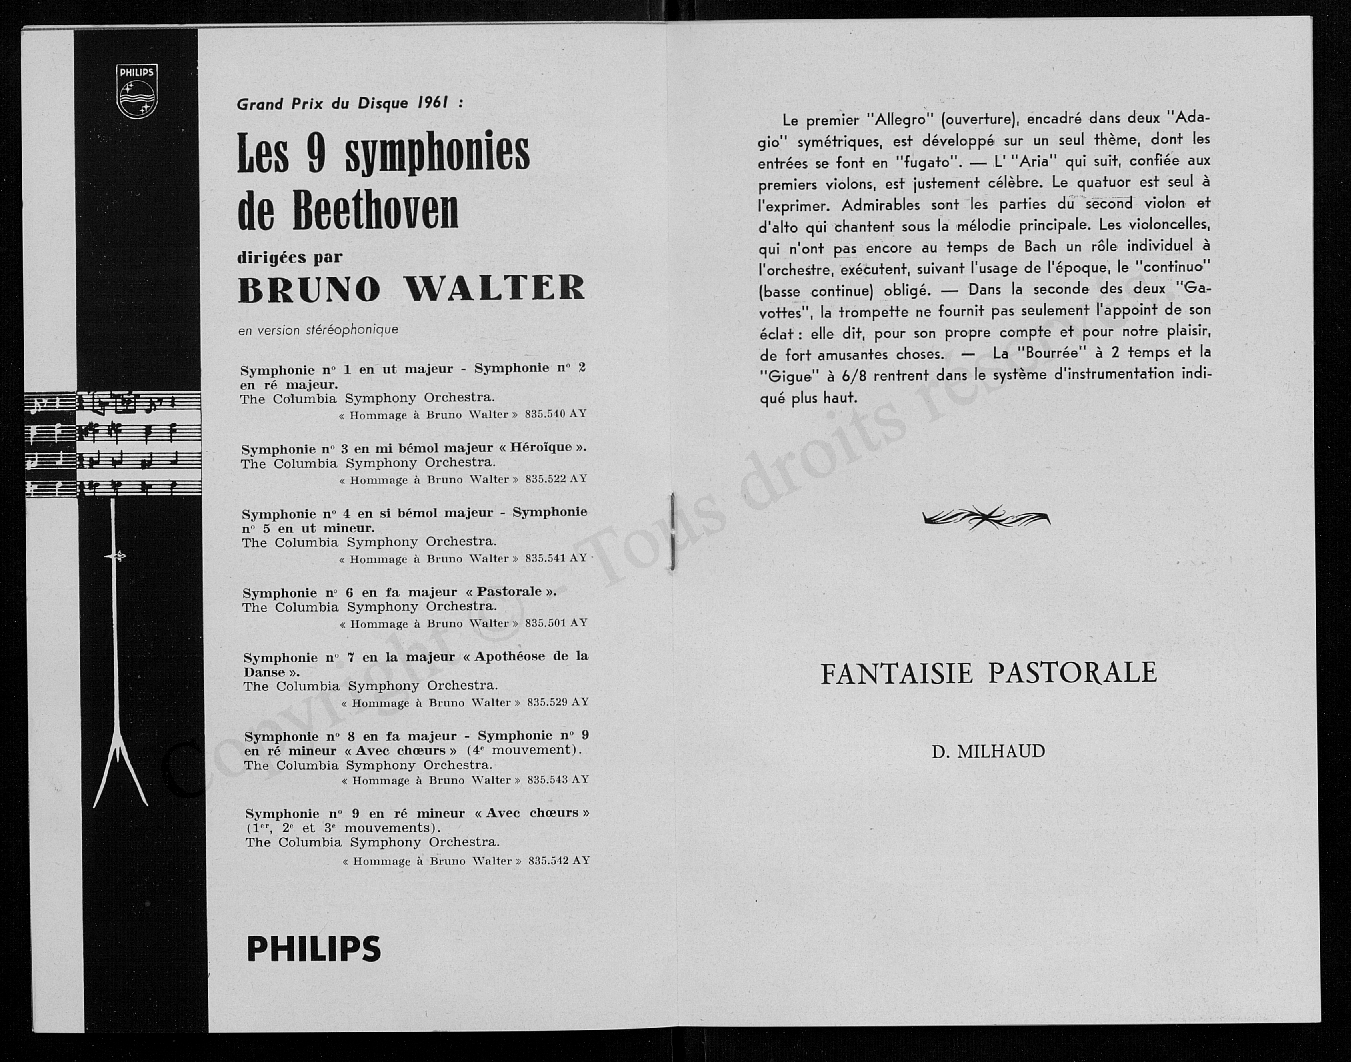 PHILIPS
Grand Prix du Disque 1961 :
Les 9 symphonies
de Beethoven
dirigées par
BRUNO WALTER
en version stéréophonique
Symphonie n° 1 en ut majeur - Symphonie n° 2
en ré majeur.
The Columbia Symphony Orchestra.
« Hommage à Bruno Walter » 835.540 AY
Symphonie n° 3 en mi bémol majeur « Héroïque ».
The Columbia Symphony Orchestra.
« Hommage à Bruno Walter » 835.522 AY
Symphonie n° 4 en si bémol majeur - Symphonie
n° 5 en ut mineur.
The Columbia Symphony Orchestra.
« Hommage à Bruno Walter » 835.541 AY
Symphonie n° 6 en fa majeur « Pastorale ».
The Columbia Symphony Orchestra.
« Hommage à Bruno Walter » 835.501 AY
Symphonie n° 7 en la majeur « Apothéose de la
Danse ».
The Columbia Symphony Orchestra.
« Hommage à Bruno Walter » 835.529 AY
Symphonie n° 8 en fa majeur - Symphonie n° 9
en ré mineur « Avec chœurs » (4e mouvement).
The Columbia Symphony Orchestra.
« Hommage à Bruno Walter » 835.543 AY
Symphonie n° 9 en ré mineur « Avec chœurs »
(1er, 2e et 3e mouvements).
The Columbia Symphony Orchestra.
« Hommage à Bruno Walter » 835.542 AY
PHILIPS
Le premier "Allegro" (ouverture), encadré dans deux "Ada-
gio" symétriques, est développé sur un seul thème, dont les
entrées se font en "fugato". — L' "Aria" qui suit, confiée aux
premiers violons, est justement célèbre. Le quatuor est seul à
l'exprimer. Admirables sont les parties du second violon et
d'alto qui chantent sous la mélodie principale. Les violoncelles,
qui n'ont pas encore au temps de Bach un rôle individuel à
l'orchestre, exécutent, suivant l'usage de l'époque, le "continuo"
(basse continue) obligé. — Dans la seconde des deux "Ga-
vottes", la trompette ne fournit pas seulement l'appoint de son
éclat : elle dit, pour son propre compte et pour notre plaisir,
de fort amusantes choses. — La "Bourrée" à 2 temps et la
"Gigue" à 6/8 rentrent dans le système d'instrumentation indi-
qué plus haut.
FANTAISIE PASTORALE
D. MILHAUD
Copyright © - Tous droits réservés.